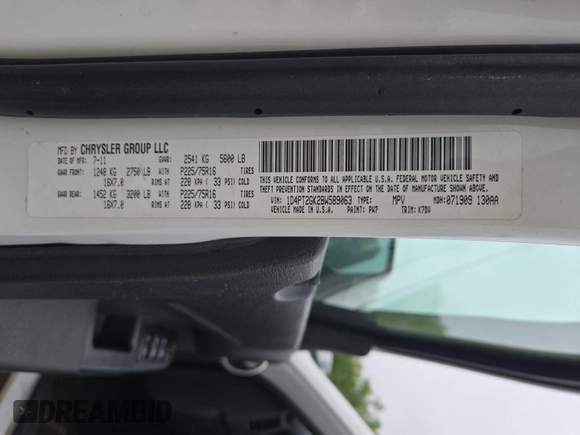 MFD BY CHRYSLER GROUP LLC
DATE OF MFR: 7-11 GVWR: 2541 KG 5600 LB
GAWR FRONT: 1248 KG 2750 LB P225/75R16 TIRES
16X7.0 RIMS AT 228 KPA ( 33 PSI) COLD
GAWR REAR: 1452 KG 3200 LB P225/75R16 TIRES
16X7.0 RIMS AT 228 KPA ( 33 PSI) COLD
THIS VEHICLE CONFORMS TO ALL APPLICABLE U.S.A. FEDERAL MOTOR VEHICLE SAFETY AND
THEFT PREVENTION STANDARDS IN EFFECT ON THE DATE OF MANUFACTURE SHOWN ABOVE.
VIN: 1D4PT2GK2BW589063 TYPE: MPV MDH: 071909 130AA
VEHICLE MADE IN U.S.A. PAINT: PW7 TRIM: K7DV
DREAMBID